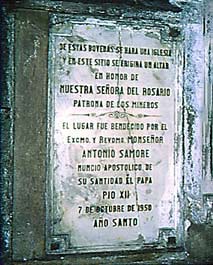 DE ESTAS BOVEDAS SE HARA UNA IGLESIA
EN ESTE SITIO SE ERIGIRA UN ALTAR
EN HONOR DE
NUESTRA SEÑORA DEL ROSARIO
PATRONA DE LOS MINEROS
EL LUGAR FUE BENDECIDO POR EL
EXCMO. Y REVDMO. MONSEÑOR
ANTONIO SAMORE
NUNCIO APOSTOLICO DE
SU SANTIDAD EL PAPA
PIO XII
7 DE OCTUBRE DE 1950
AÑO SANTO